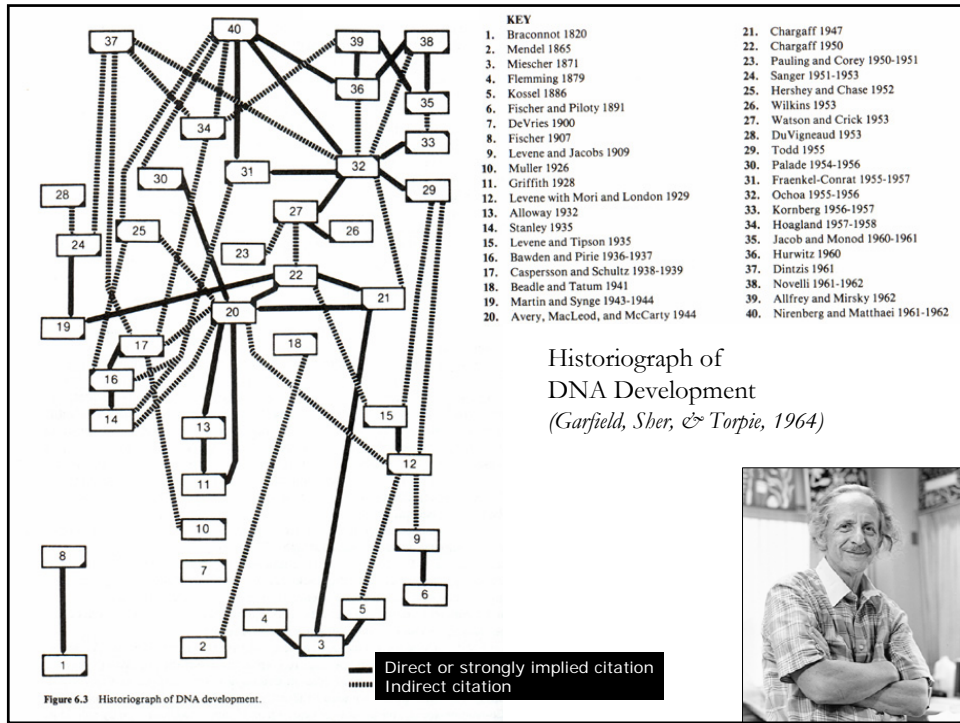 40
37
39
38
36
35
34
33
32
31
30
29
28
27
26
25
24
23
22
21
20
19
18
17
16
15
14
13
12
11
10
9
8
7
6
5
4
3
2
1
KEY
1. Braconnot 1820
2. Mendel 1865
3. Miescher 1871
4. Flemming 1879
5. Kossel 1886
6. Fischer and Piloty 1891
7. DeVries 1900
8. Fischer 1907
9. Levene and Jacobs 1909
10. Muller 1926
11. Griffith 1928
12. Levene with Mori and London 1929
13. Alloway 1932
14. Stanley 1935
15. Levene and Tipson 1935
16. Bawden and Pirie 1936-1937
17. Caspersson and Schultz 1938-1939
18. Beadle and Tatum 1941
19. Martin and Synge 1943-1944
20. Avery, MacLeod, and McCarty 1944
21. Chargaff 1947
22. Chargaff 1950
23. Pauling and Corey 1950-1951
24. Sanger 1951-1953
25. Hershey and Chase 1952
26. Wilkins 1953
27. Watson and Crick 1953
28. DuVigneaud 1953
29. Todd 1955
30. Palade 1954-1956
31. Fraenkel-Conrat 1955-1957
32. Ochoa 1955-1956
33. Kornberg 1956-1957
34. Hoagland 1957-1958
35. Jacob and Monod 1960-1961
36. Hurwitz 1960
37. Dintzis 1961
38. Novelli 1961-1962
39. Allfrey and Mirsky 1962
40. Nirenberg and Matthaei 1961-1962
Historiograph of
DNA Development
(Garfield, Sher, & Torpie, 1964)
Direct or strongly implied citation
Indirect citation
Figure 6.3 Historiograph of DNA development.